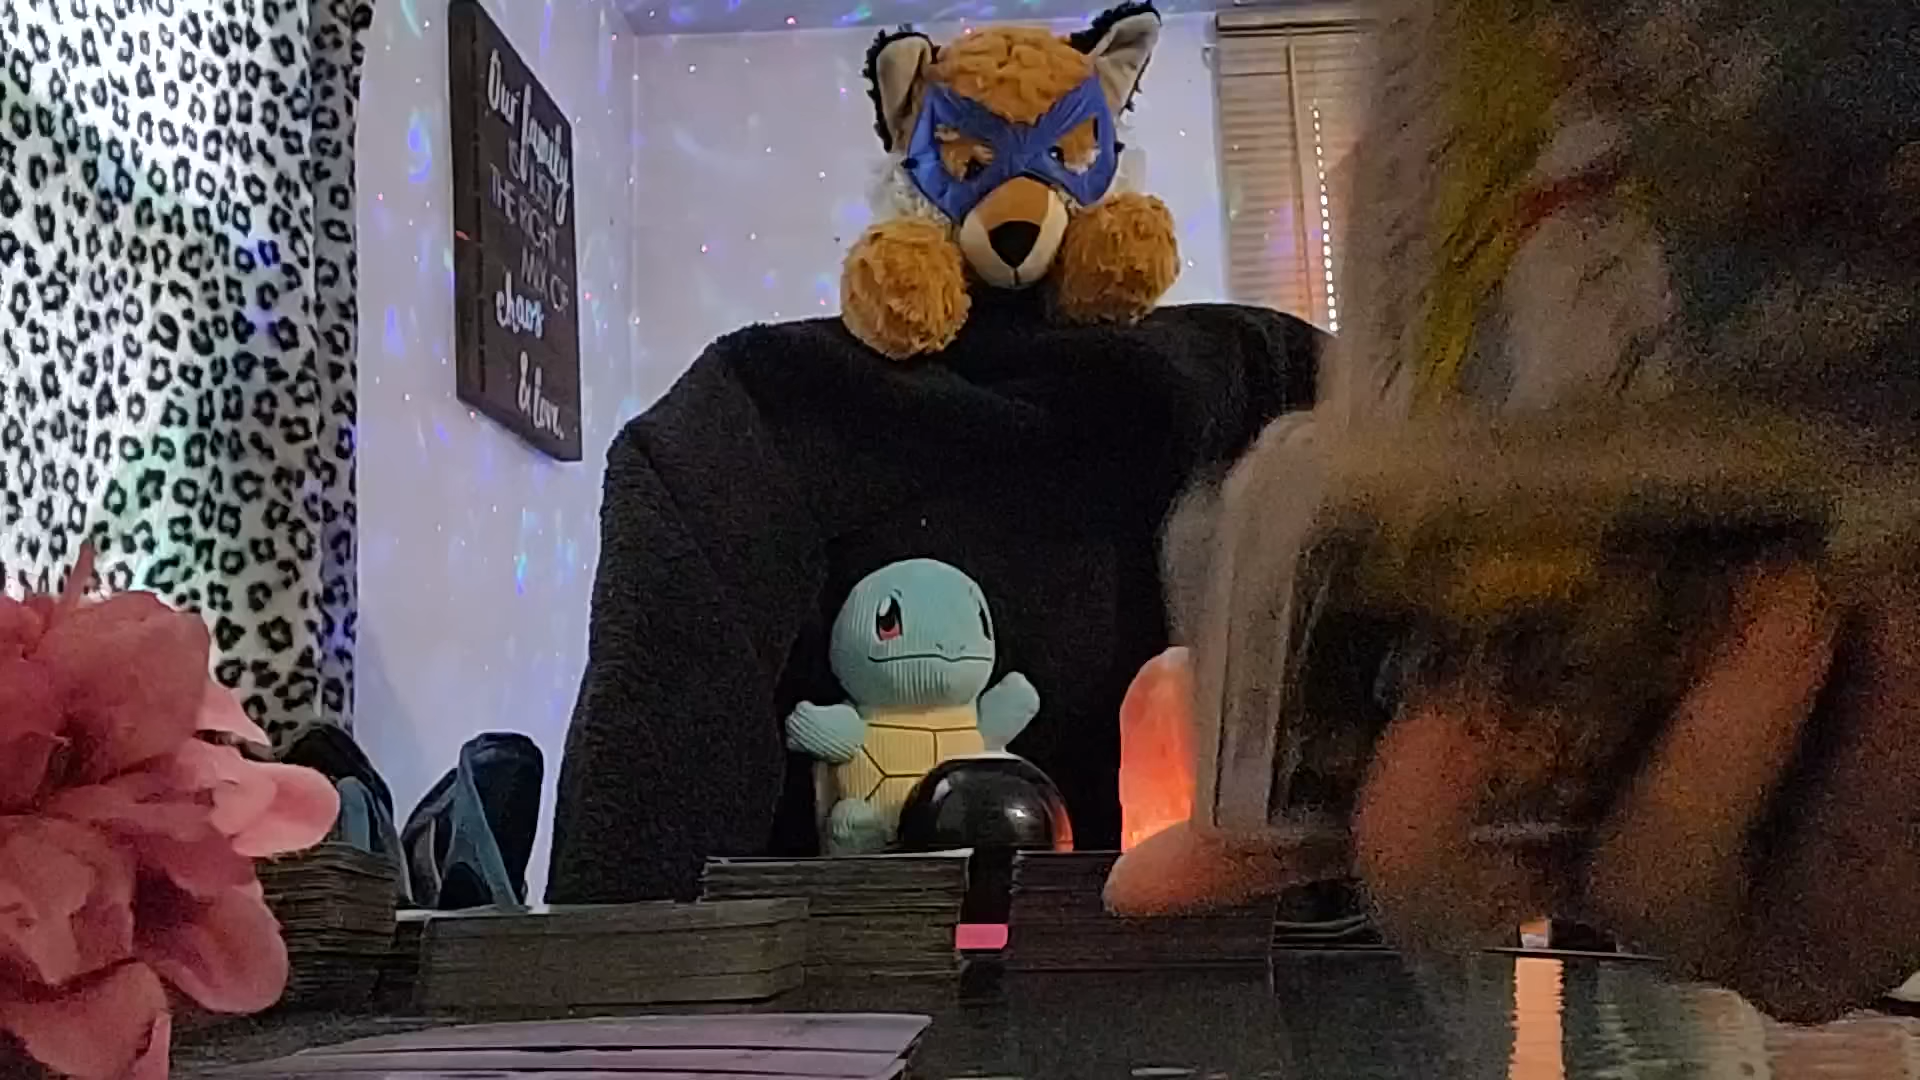 Our family
IS JUST
THE RIGHT
MIX OF
chaos
& love.